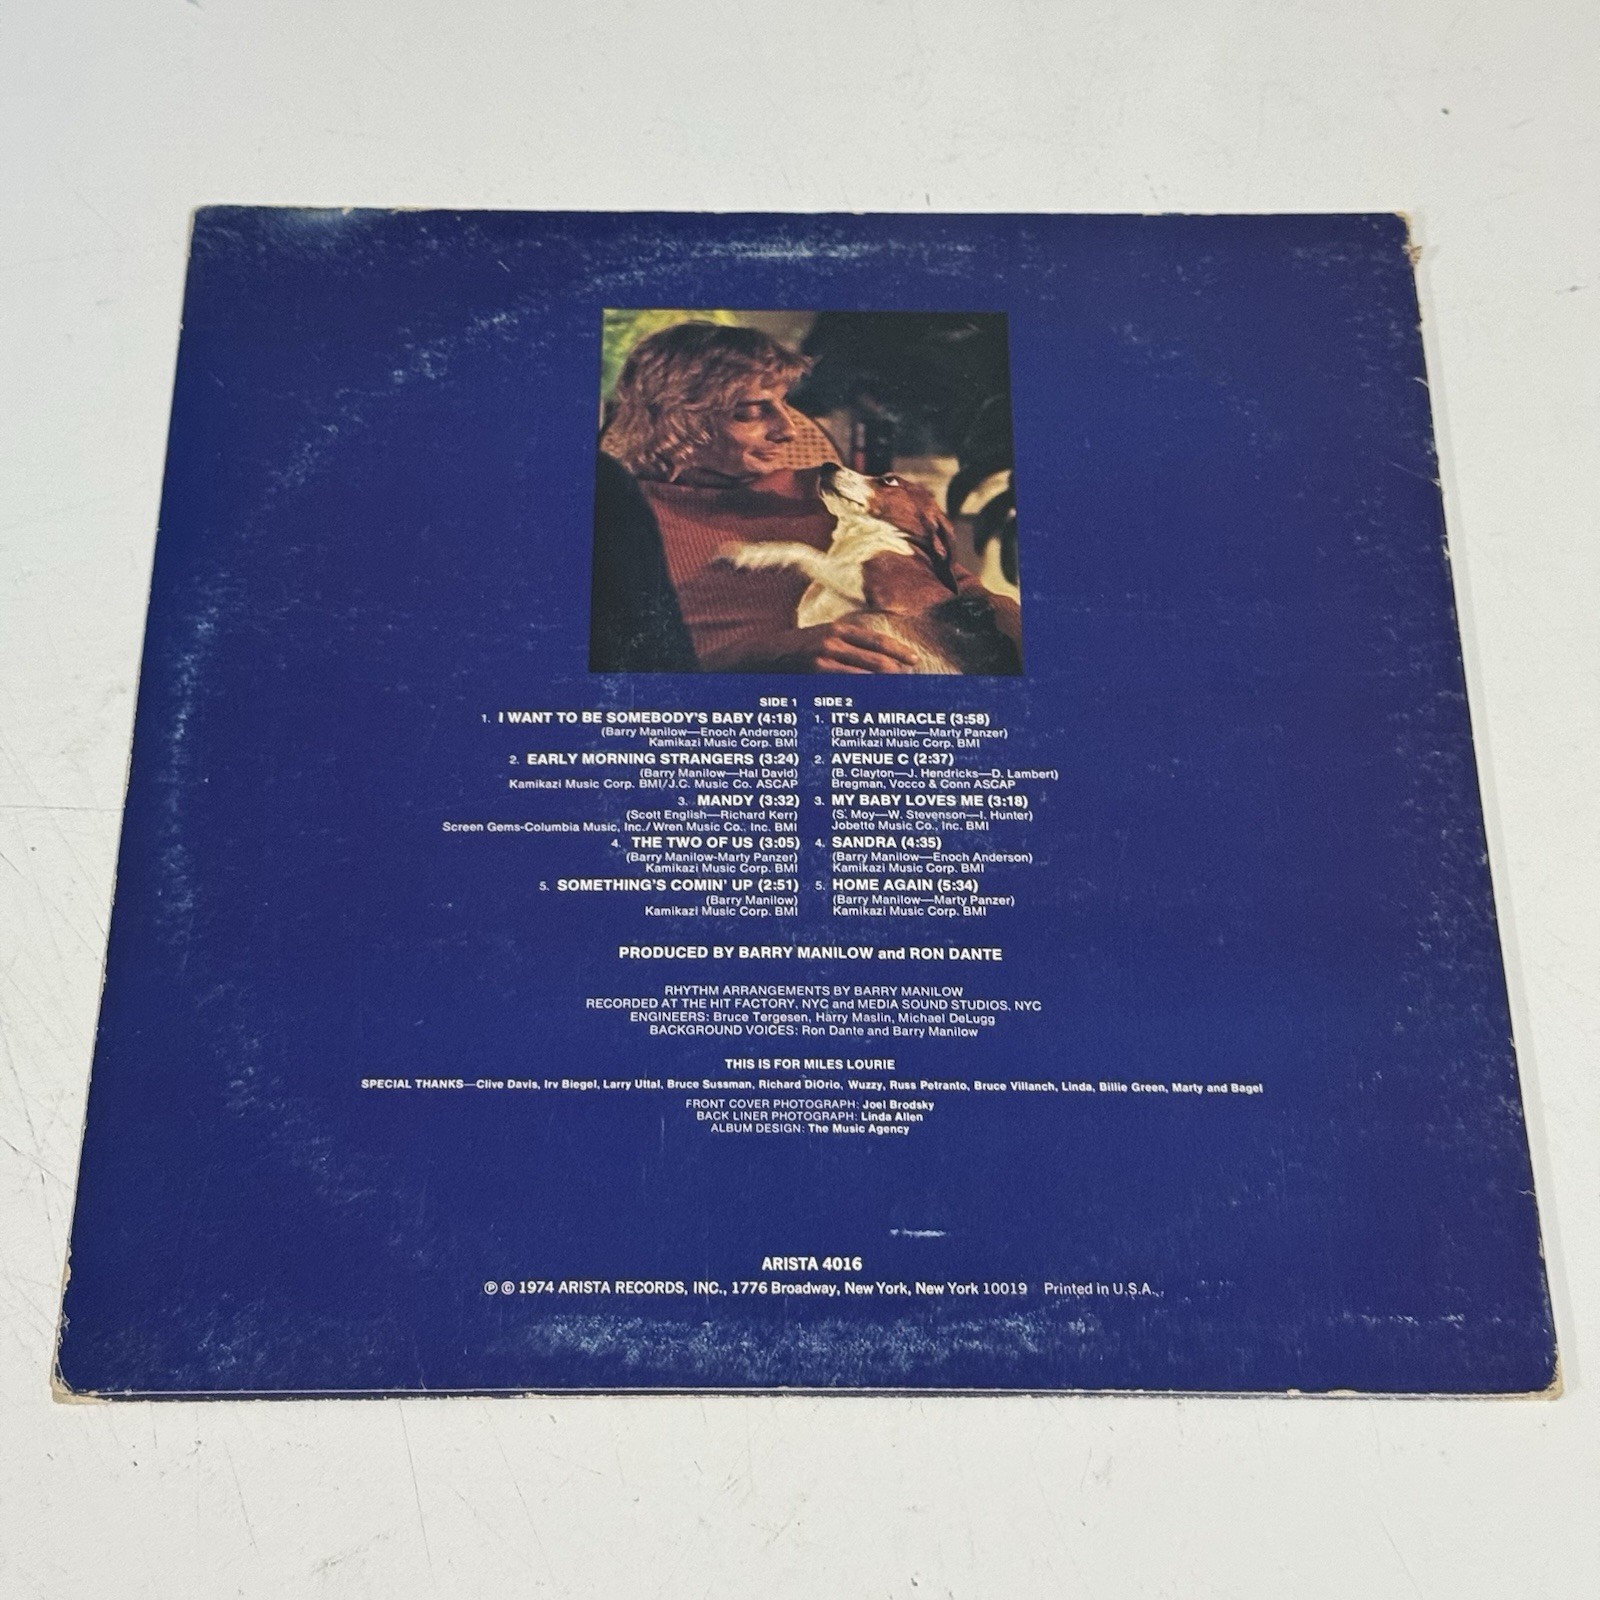 SIDE 1
1. I WANT TO BE SOMEBODY'S BABY (4:18)
(Barry Manilow—Enoch Anderson)
Kamikazi Music Corp. BMI
2. EARLY MORNING STRANGERS (3:24)
(Barry Manilow—Hal David)
Kamikazi Music Corp. BMI/J.C. Music Co. ASCAP
3. MANDY (3:32)
(Scott English—Richard Kerr)
Screen Gems-Columbia Music, Inc./Wren Music Co., Inc. BMI
4. THE TWO OF US (3:05)
(Barry Manilow-Marty Panzer)
Kamikazi Music Corp. BMI
5. SOMETHING'S COMIN' UP (2:51)
(Barry Manilow)
Kamikazi Music Corp. BMI
SIDE 2
1. IT'S A MIRACLE (3:58)
(Barry Manilow—Marty Panzer)
Kamikazi Music Corp. BMI
2. AVENUE C (2:37)
(B. Clayton—J. Hendricks—D. Lambert)
Bregman, Vocco & Conn ASCAP
3. MY BABY LOVES ME (3:18)
(S. Moy—W. Stevenson—I. Hunter)
Jobette Music Co., Inc. BMI
4. SANDRA (4:35)
(Barry Manilow—Enoch Anderson)
Kamikazi Music Corp. BMI
5. HOME AGAIN (5:34)
(Barry Manilow—Marty Panzer)
Kamikazi Music Corp. BMI
PRODUCED BY BARRY MANILOW and RON DANTE
RHYTHM ARRANGEMENTS BY BARRY MANILOW
RECORDED AT THE HIT FACTORY, NYC and MEDIA SOUND STUDIOS, NYC
ENGINEERS: Bruce Tergesen, Harry Maslin, Michael DeLugg
BACKGROUND VOICES: Ron Dante and Barry Manilow
THIS IS FOR MILES LOURIE
SPECIAL THANKS—Clive Davis, Irv Biegel, Larry Uttal, Bruce Sussman, Richard DiOrio, Wuzzy, Russ Petranto, Bruce Villanch, Linda, Billie Green, Marty and Bagel
FRONT COVER PHOTOGRAPH: Joel Brodsky
BACK LINER PHOTOGRAPH: Linda Allen
ALBUM DESIGN: The Music Agency
ARISTA 4016
℗ © 1974 ARISTA RECORDS, INC., 1776 Broadway, New York, New York 10019 Printed in U.S.A.